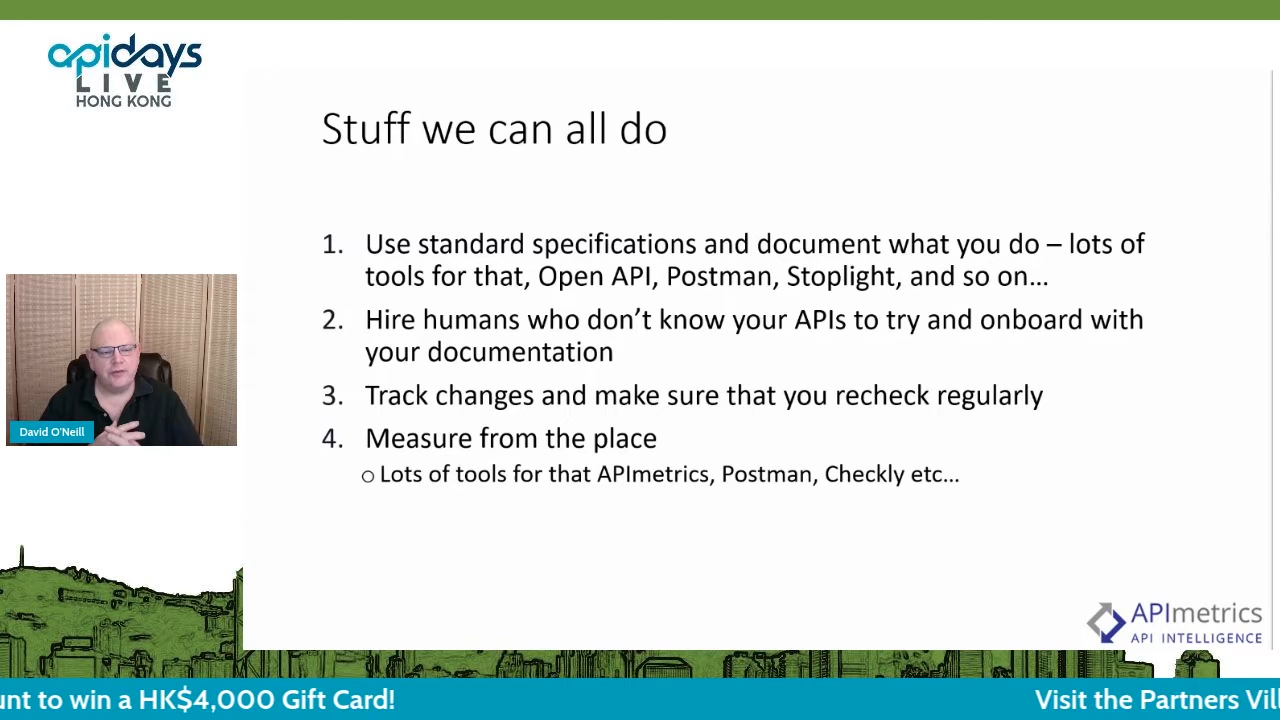 apidays
LIVE
HONG KONG
Stuff we can all do
1. Use standard specifications and document what you do – lots of
tools for that, Open API, Postman, Stoplight, and so on…
2. Hire humans who don’t know your APIs to try and onboard with
your documentation
3. Track changes and make sure that you recheck regularly
4. Measure from the place
o Lots of tools for that APImetrics, Postman, Checkly etc…
David O'Neill
APImetrics
API INTELLIGENCE
to win a HK$4,000 Gift Card!
Visit the Partners